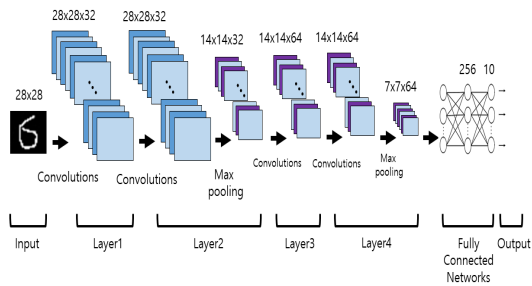 28x28x32 28x28x32
14x14x32 14x14x64 14x14x64
7x7x64 256 10
28x28
Convolutions Convolutions Max pooling Convolutions Convolutions Max pooling
Input Layer1 Layer2 Layer3 Layer4 Fully Connected Networks Output